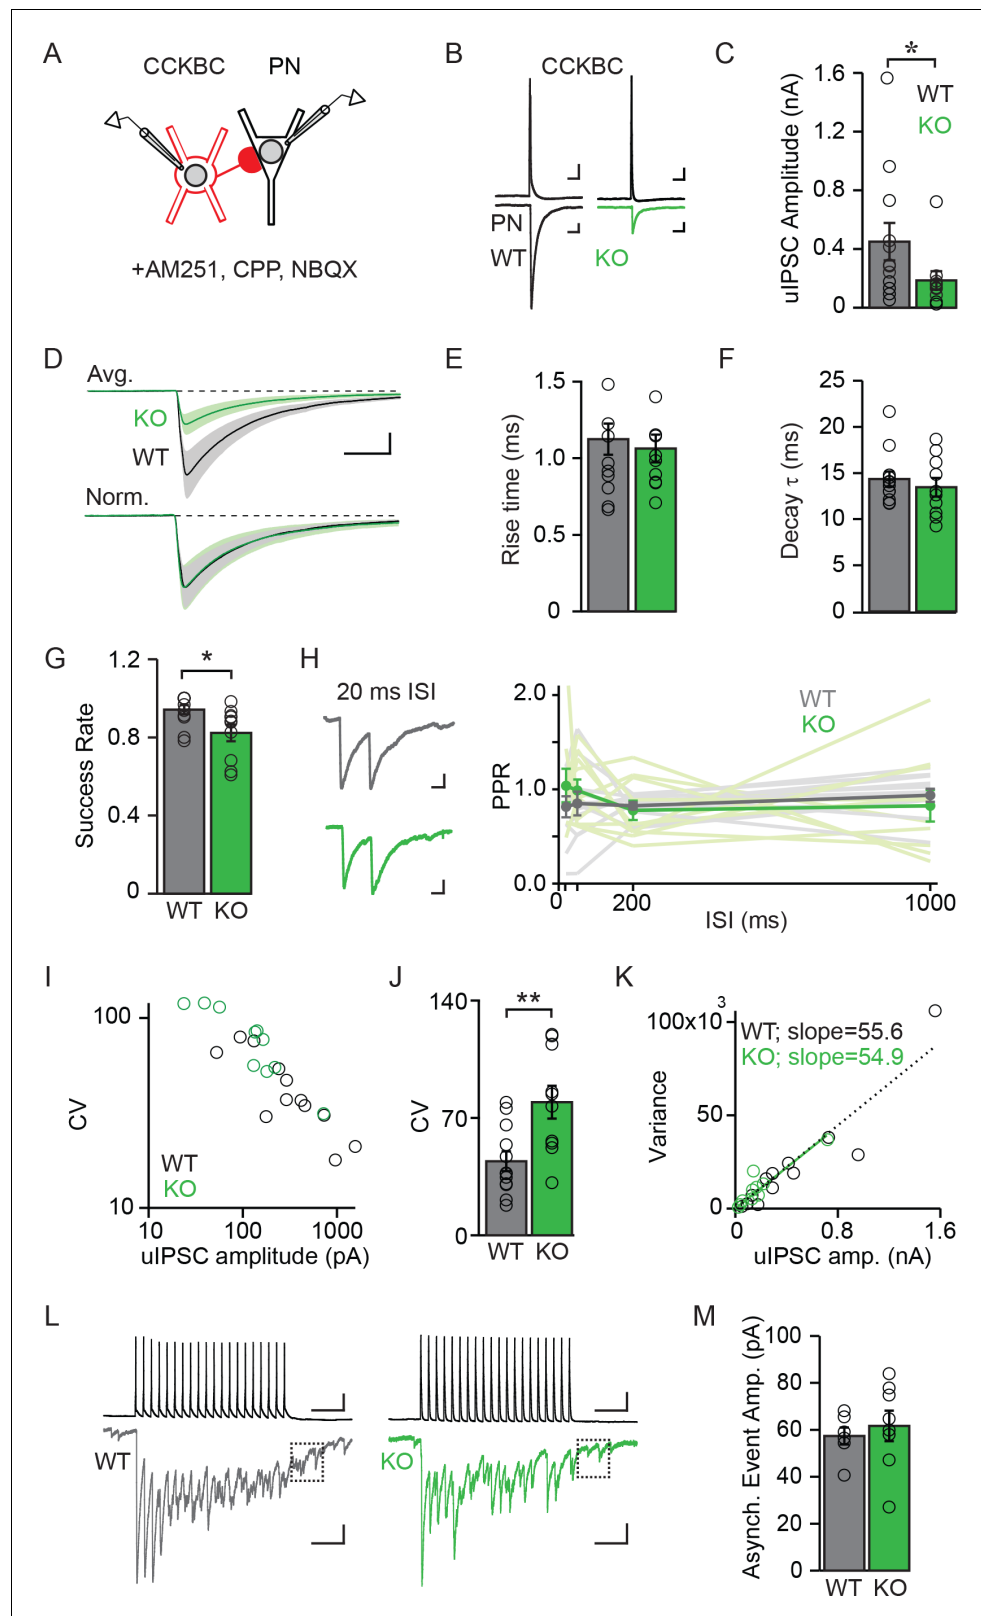 A
CCKBC PN
+AM251, CPP, NBQX
B
CCKBC
PN
WT
KO
C
*
WT
KO
uIPSC Amplitude (nA)
1.6
1.2
0.8
0.4
0
D
Avg.
KO
WT
Norm.
E
Rise time (ms)
1.5
1.0
0.5
0
F
Decay τ (ms)
25
20
15
10
5
0
G
*
Success Rate
1.2
0.8
0.4
0
WT KO
H
20 ms ISI
WT
KO
PPR
2.0
1.0
0.0
0 200 1000
ISI (ms)
I
CV
100
10
WT
KO
10 100 1000
uIPSC amplitude (pA)
J
**
CV
140
70
0
WT KO
K
Variance
100x10³
50
0
WT; slope=55.6
KO; slope=54.9
0 0.8 1.6
uIPSC amp. (nA)
L
WT
KO
M
Asynch. Event Amp. (pA)
100
80
60
40
20
0
WT KO